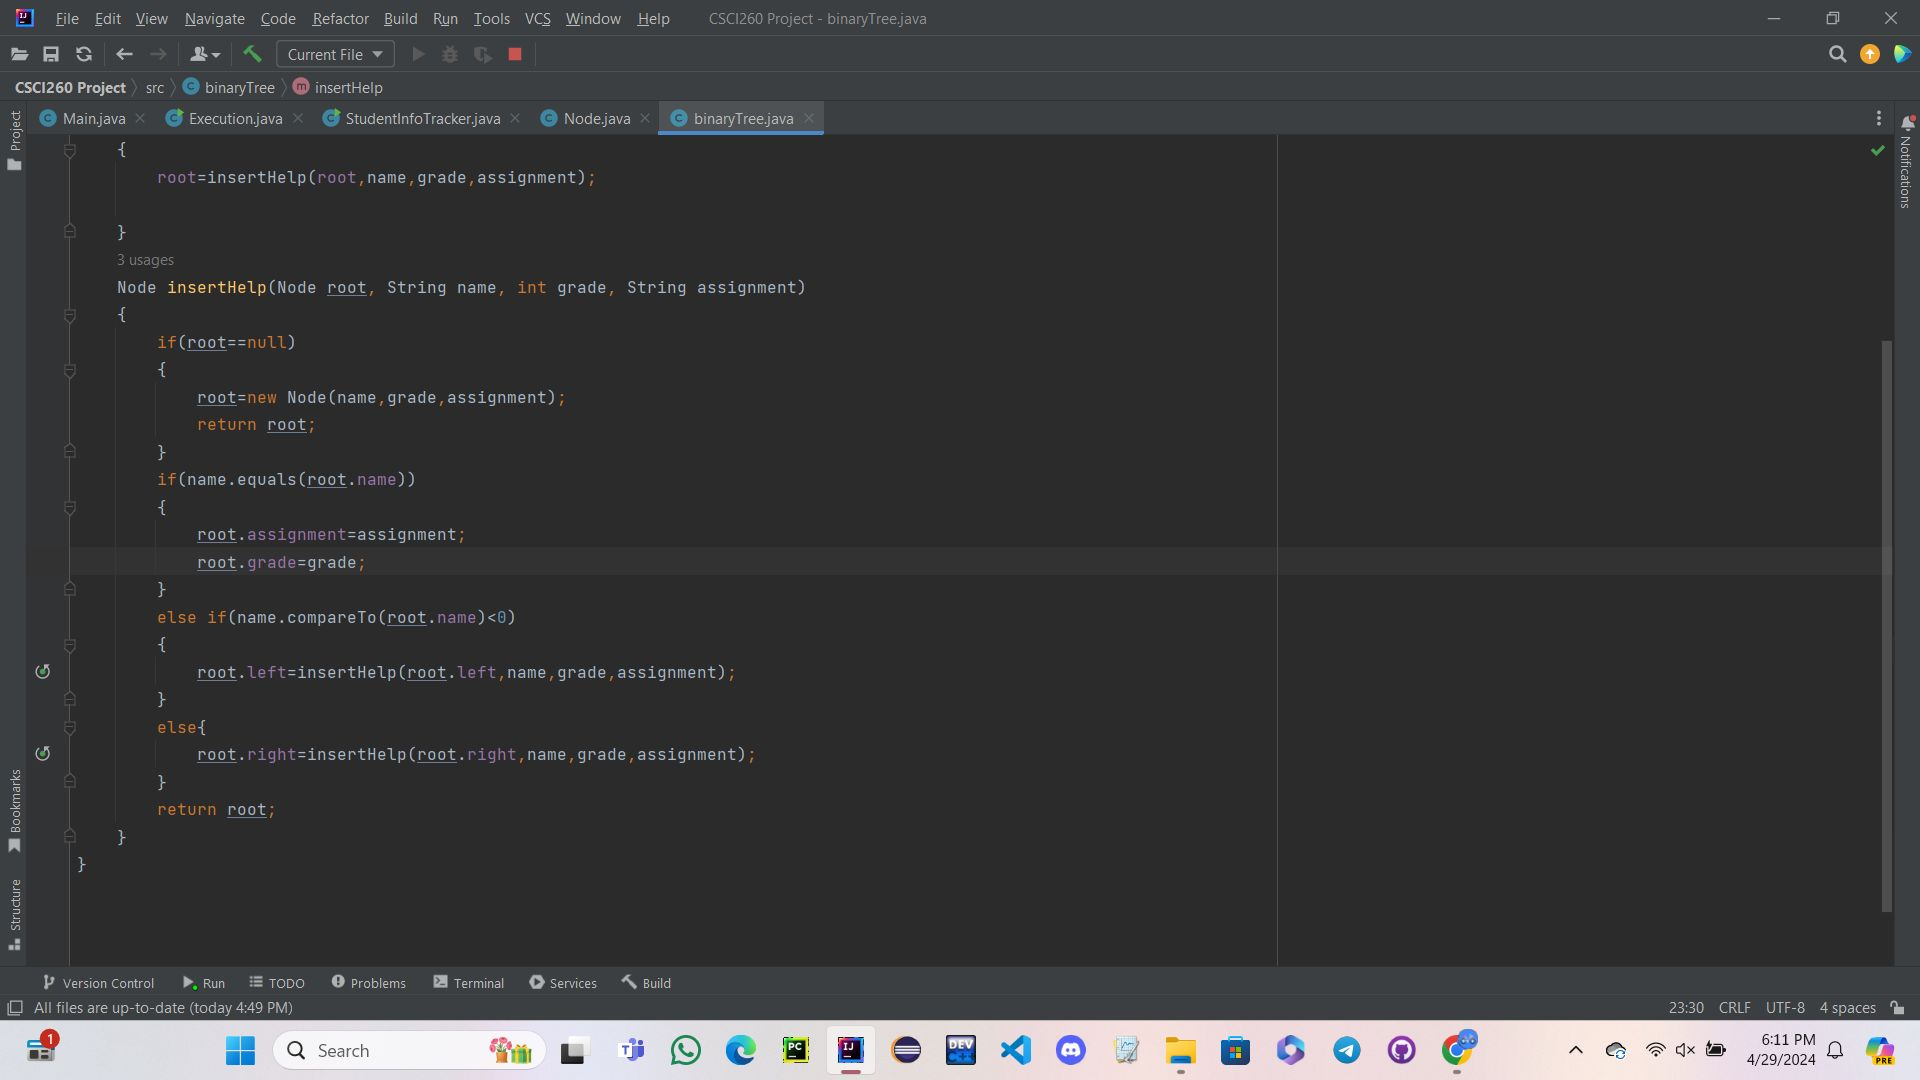 File Edit View Navigate Code Refactor Build Run Tools VCS Window Help CSCI260 Project - binaryTree.java
Current File
CSCI260 Project src binaryTree insertHelp
Main.java Execution.java StudentInfoTracker.java Node.java binaryTree.java
Project
Notifications
{
root=insertHelp(root,name,grade,assignment);
}
3 usages
Node insertHelp(Node root, String name, int grade, String assignment)
{
if(root==null)
{
root=new Node(name,grade,assignment);
return root;
}
if(name.equals(root.name))
{
root.assignment=assignment;
root.grade=grade;
}
else if(name.compareTo(root.name)<0)
{
root.left=insertHelp(root.left,name,grade,assignment);
}
else{
root.right=insertHelp(root.right,name,grade,assignment);
}
return root;
}
}
Bookmarks
Structure
Version Control Run TODO Problems Terminal Services Build
All files are up-to-date (today 4:49 PM) 23:30 CRLF UTF-8 4 spaces
1 Search PC IJ DEV C++ 6:11 PM
4/29/2024 PRE